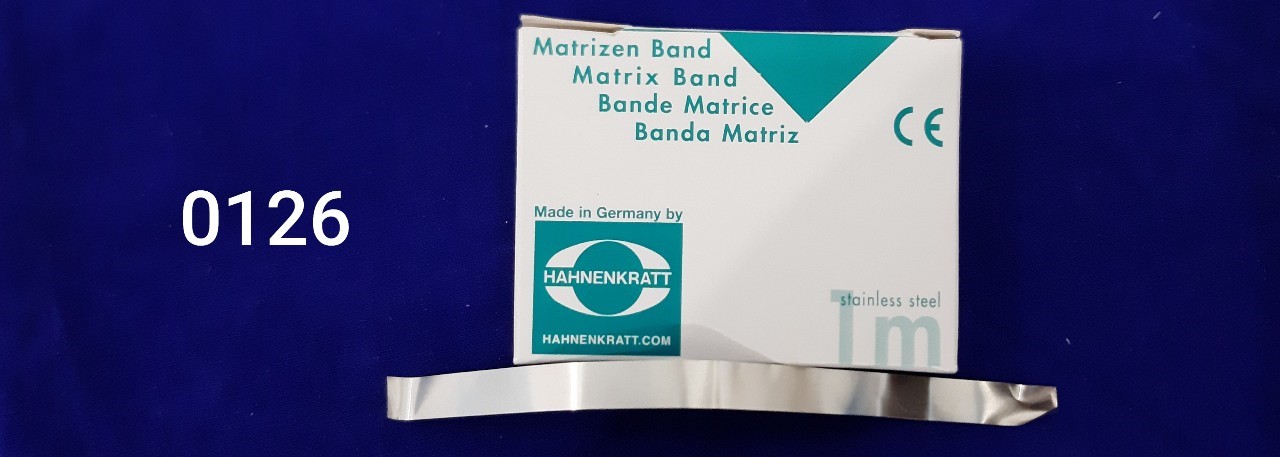 Matrizen Band
Matrix Band
Bande Matrice
Banda Matriz
CE
0126
Made in Germany by
HAHNENKRATT
HAHNENKRATT.COM
stainless steel
1m